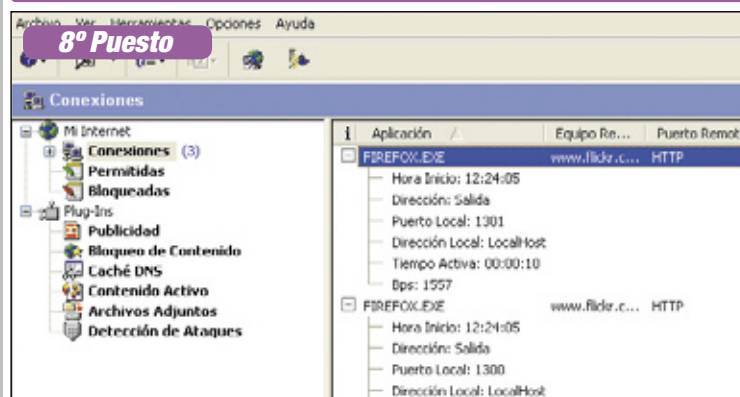 Archivo Ver Herramientas Opciones Ayuda
8º Puesto
Conexiones
Mi Internet
Conexiones (3)
Permitidas
Bloqueadas
Plug-Ins
Publicidad
Bloqueo de Contenido
Caché DNS
Contenido Activo
Archivos Adjuntos
Detección de Ataques
i Aplicación Equipo Re... Puerto Remot
FIREFOX.EXE www.flickr.c... HTTP
Hora Inicio: 12:24:05
Dirección: Salida
Puerto Local: 1301
Dirección Local: LocalHost
Tiempo Activa: 00:00:10
Bps: 1557
FIREFOX.EXE www.flickr.c... HTTP
Hora Inicio: 12:24:05
Dirección: Salida
Puerto Local: 1300
Dirección Local: LocalHost